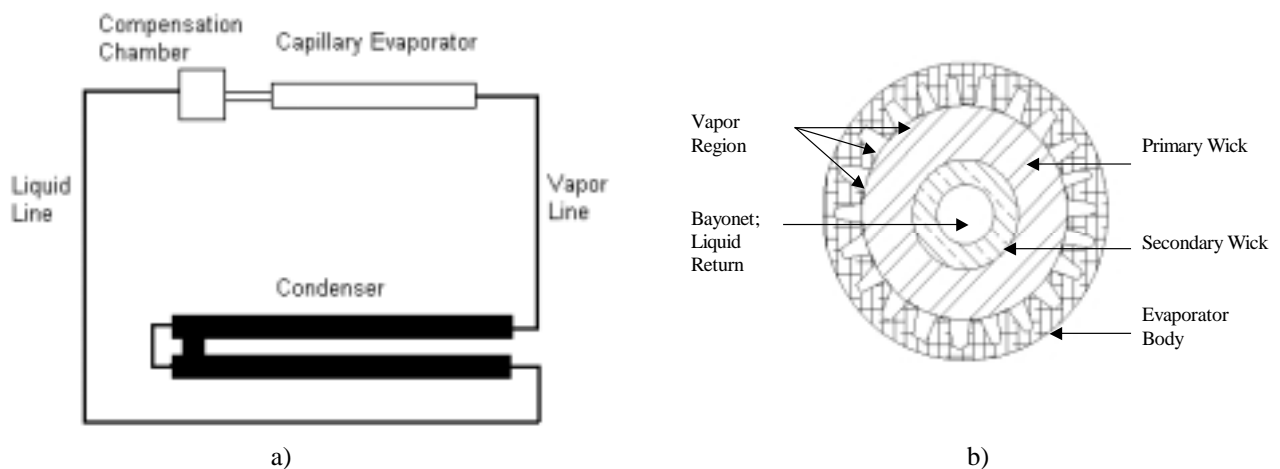 Compensation
Chamber
Capillary Evaporator
Liquid
Line
Vapor
Line
Condenser
a)
Vapor
Region
Bayonet;
Liquid
Return
Primary Wick
Secondary Wick
Evaporator
Body
b)